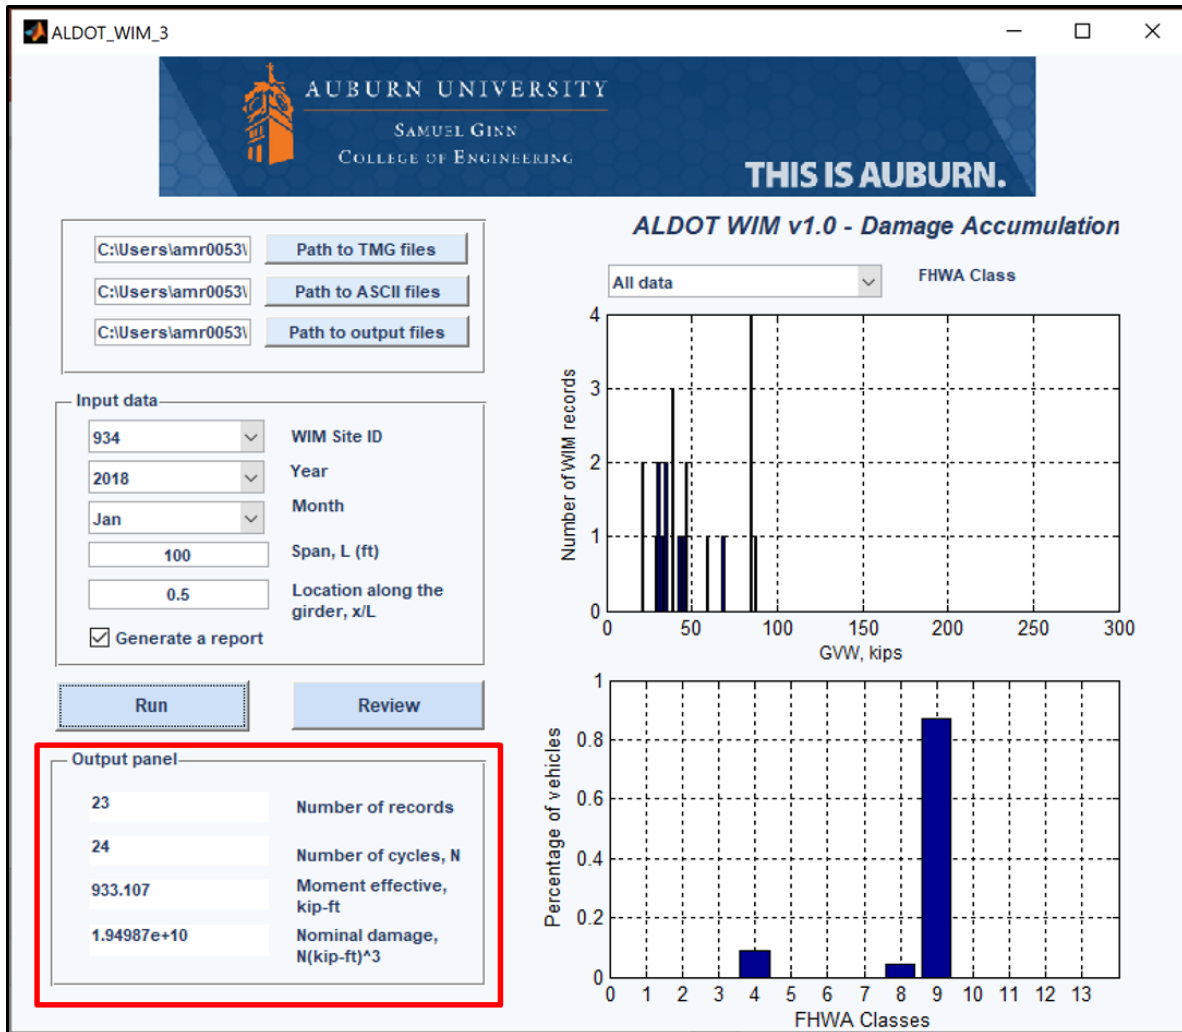 ALDOT_WIM_3
AUBURN UNIVERSITY
SAMUEL GINN
COLLEGE OF ENGINEERING
THIS IS AUBURN.
C:\Users\amr0053\ Path to TMG files
C:\Users\amr0053\ Path to ASCII files
C:\Users\amr0053\ Path to output files
Input data
934 WIM Site ID
2018 Year
Jan Month
100 Span, L (ft)
0.5 Location along the
girder, x/L
Generate a report
Run Review
Output panel
23 Number of records
24 Number of cycles, N
933.107 Moment effective,
kip-ft
1.94987e+10 Nominal damage,
N(kip-ft)^3
ALDOT WIM v1.0 - Damage Accumulation
All data FHWA Class
Number of WIM records
4
3
2
1
0
0 50 100 150 200 250 300
GVW, kips
Percentage of vehicles
1
0.8
0.6
0.4
0.2
0
0 1 2 3 4 5 6 7 8 9 10 11 12 13
FHWA Classes